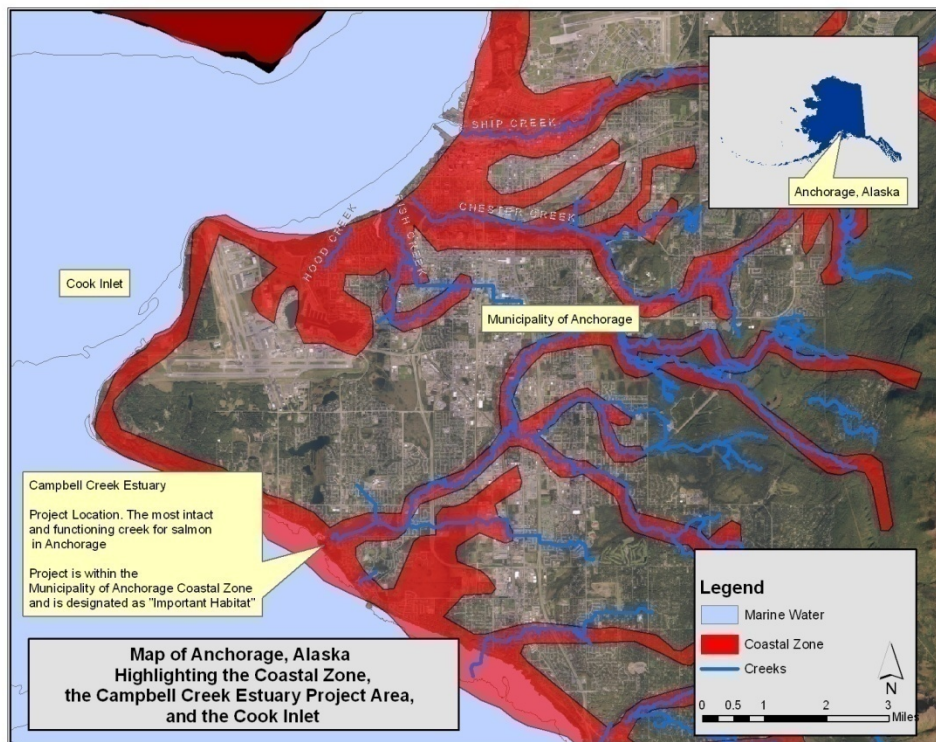 SHIP CREEK
Anchorage, Alaska
CHESTER CREEK
FISH CREEK
HOOD CREEK
Cook Inlet
Municipality of Anchorage
Campbell Creek Estuary
Project Location. The most intact
and functioning creek for salmon
in Anchorage
Project is within the
Municipality of Anchorage Coastal Zone
and is designated as "Important Habitat"
Map of Anchorage, Alaska
Highlighting the Coastal Zone,
the Campbell Creek Estuary Project Area,
and the Cook Inlet
Legend
Marine Water
Coastal Zone
Creeks
N
0 0.5 1 2 3
Miles